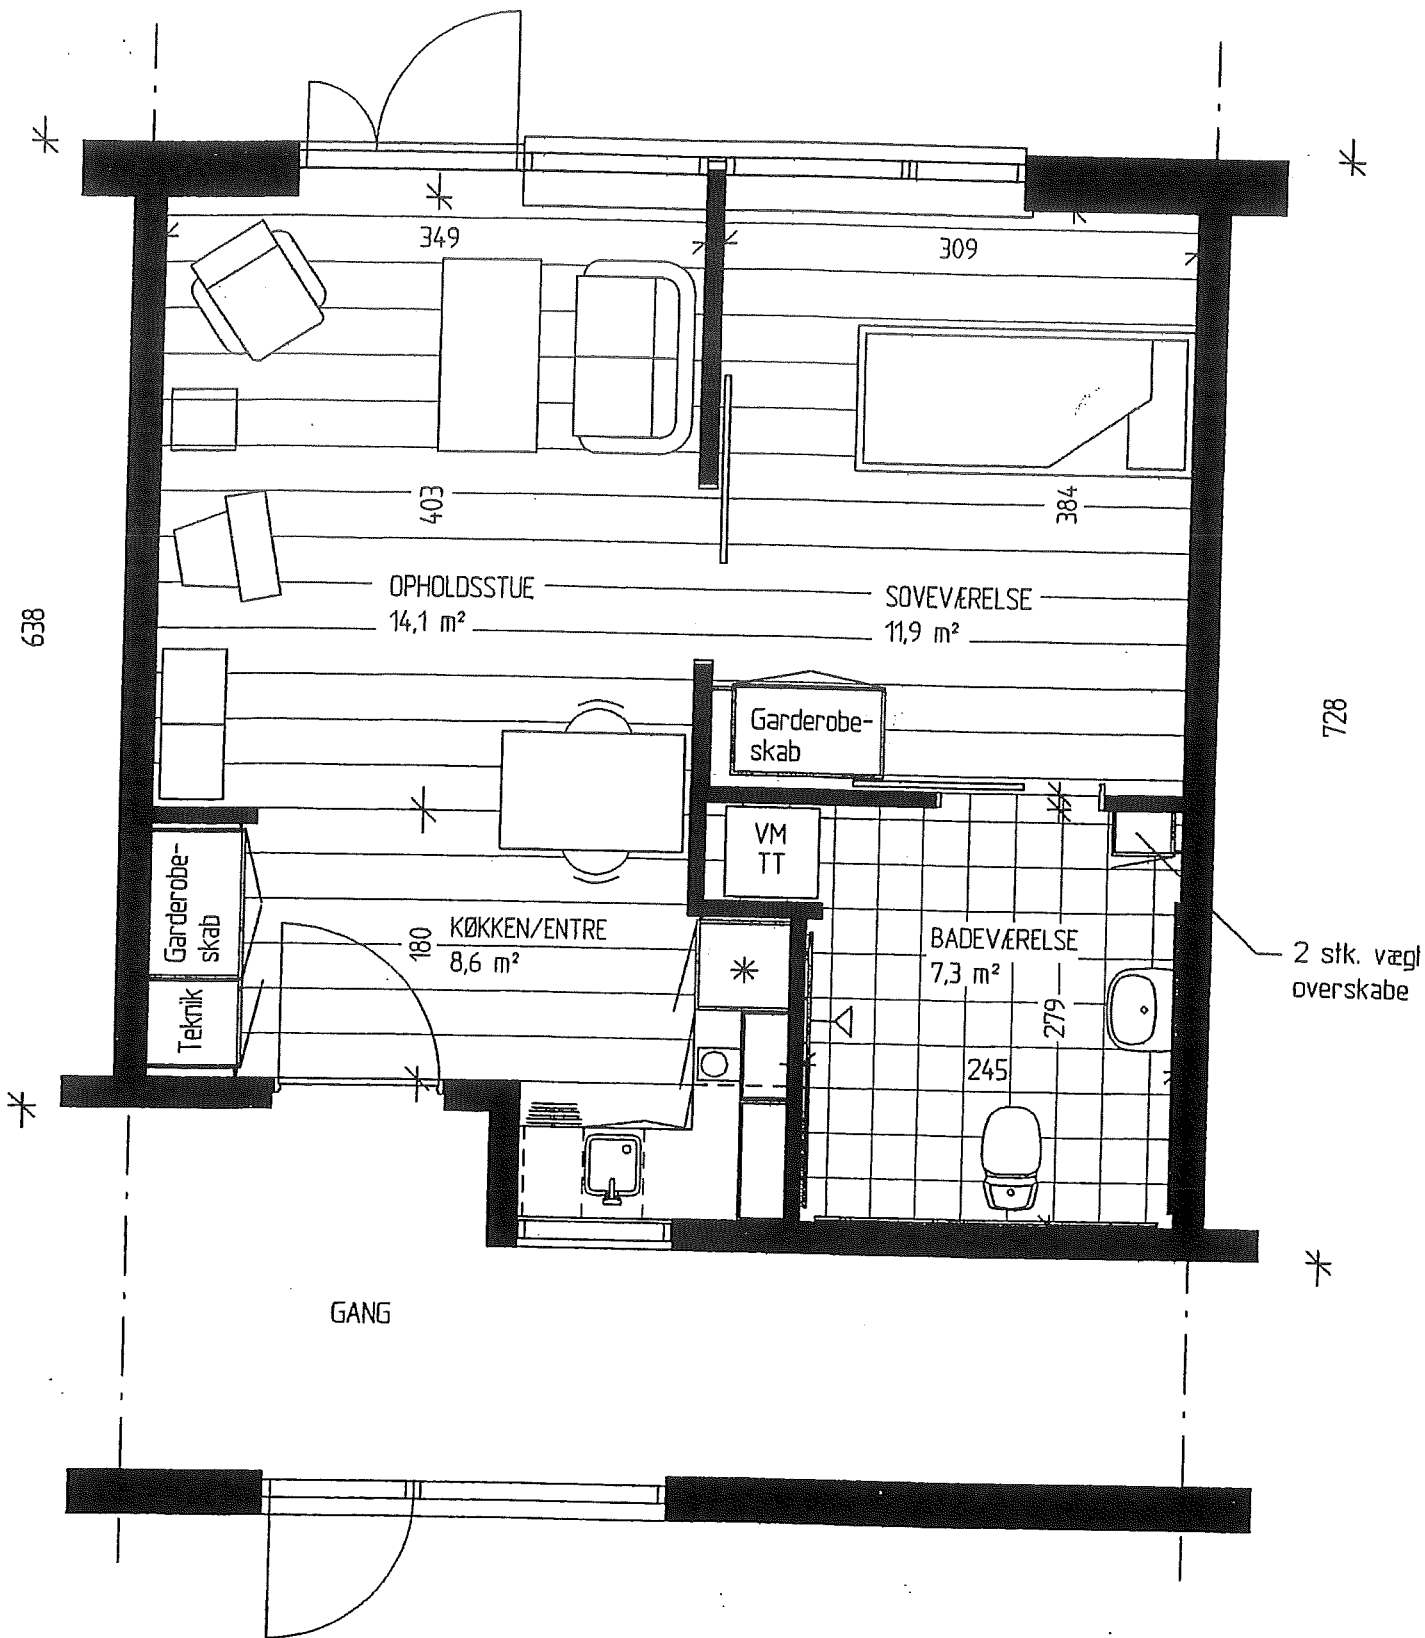 349
309
403
384
OPHOLDSSTUE
14,1 m²
SOVEVÆRELSE
11,9 m²
638
728
Garderobe-
skab
VM
TT
Garderobe-
skab
Teknik
180
KØKKEN/ENTRE
8,6 m²
BADEVÆRELSE
7,3 m²
279
245
2 stk. vægt
overskabe
GANG